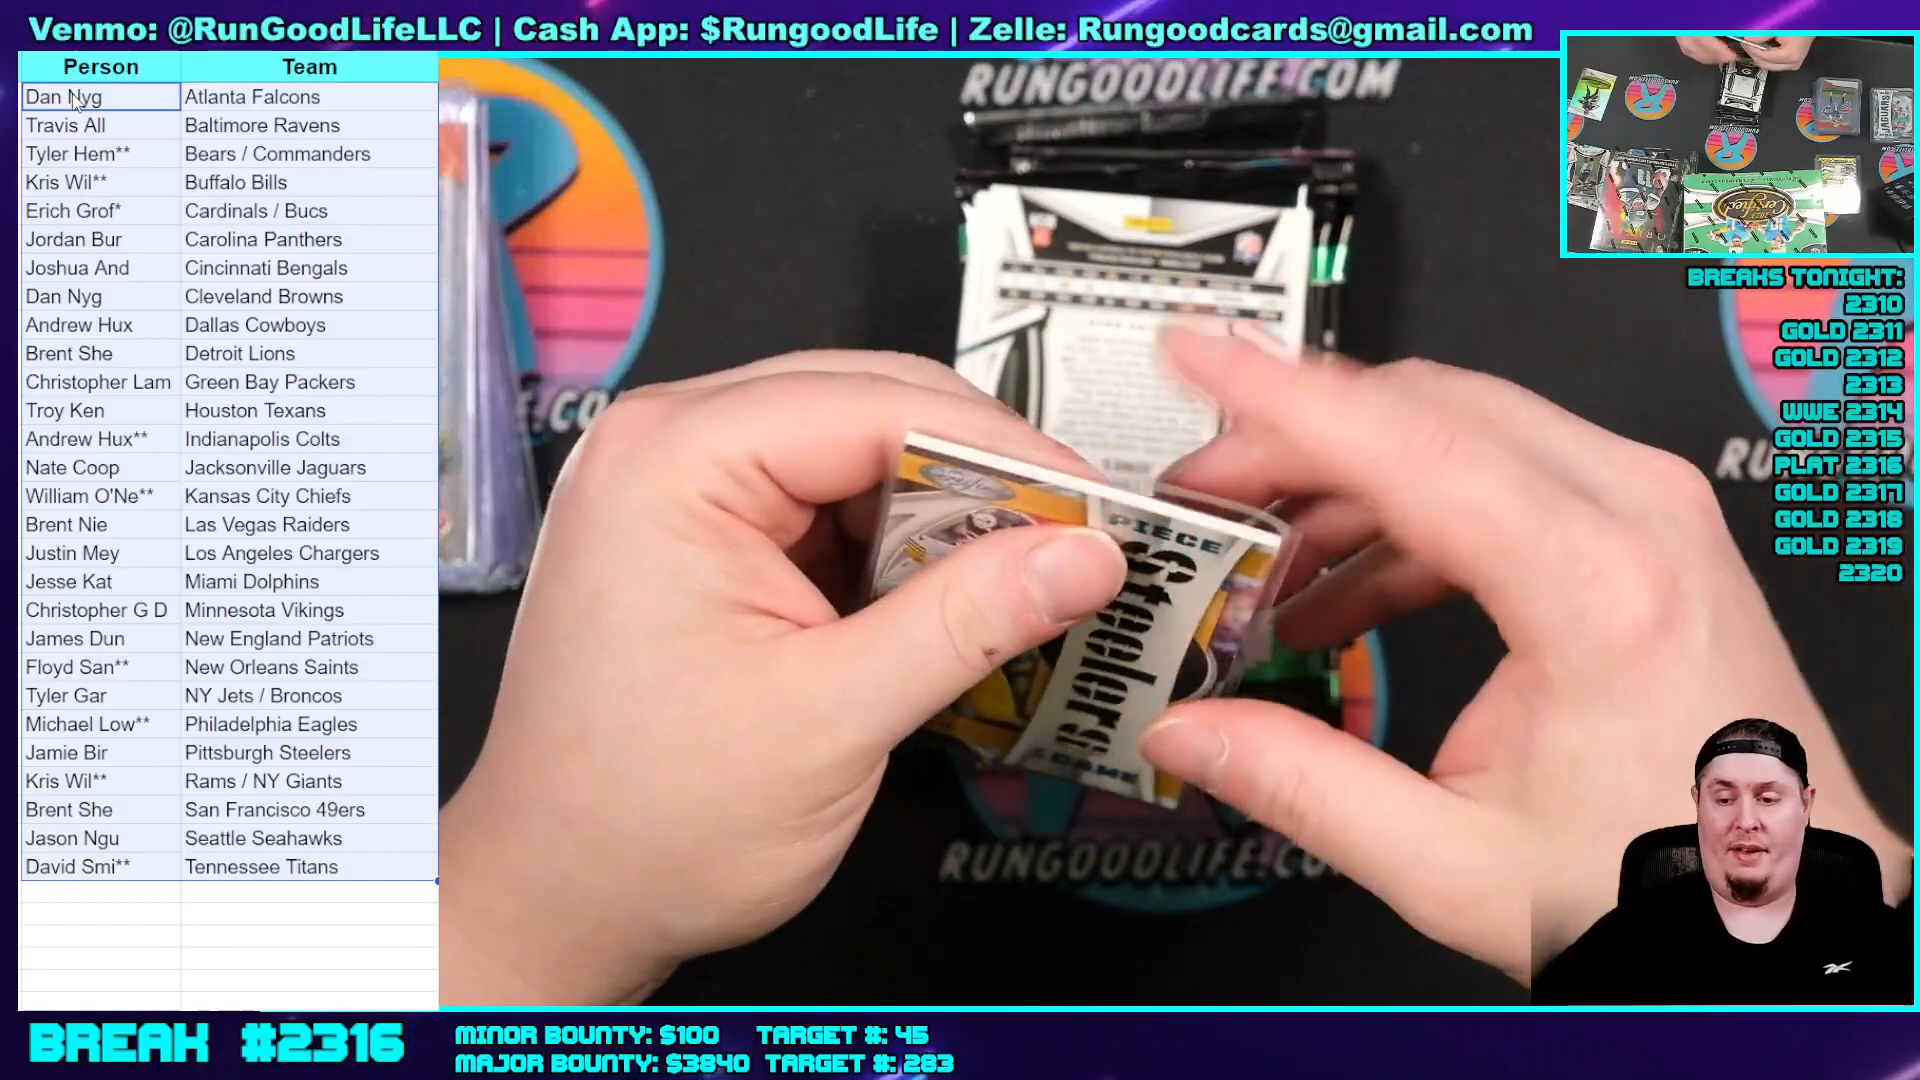 Venmo: @RunGoodLifeLLC | Cash App: $RungoodLife | Zelle: Rungoodcards@gmail.com
Person Team
Dan Nyg Atlanta Falcons
Travis All Baltimore Ravens
Tyler Hem** Bears / Commanders
Kris Wil** Buffalo Bills
Erich Grof* Cardinals / Bucs
Jordan Bur Carolina Panthers
Joshua And Cincinnati Bengals
Dan Nyg Cleveland Browns
Andrew Hux Dallas Cowboys
Brent She Detroit Lions
Christopher Lam Green Bay Packers
Troy Ken Houston Texans
Andrew Hux** Indianapolis Colts
Nate Coop Jacksonville Jaguars
William O'Ne** Kansas City Chiefs
Brent Nie Las Vegas Raiders
Justin Mey Los Angeles Chargers
Jesse Kat Miami Dolphins
Christopher G D Minnesota Vikings
James Dun New England Patriots
Floyd San** New Orleans Saints
Tyler Gar NY Jets / Broncos
Michael Low** Philadelphia Eagles
Jamie Bir Pittsburgh Steelers
Kris Wil** Rams / NY Giants
Brent She San Francisco 49ers
Jason Ngu Seattle Seahawks
David Smi** Tennessee Titans
RUNGOODLIFE.COM
PIECE
Steelers
GAME
RUNGOODLIFE.CO
BREAKS TONIGHT:
2310
GOLD 2311
GOLD 2312
2313
WWE 2314
GOLD 2315
PLAT 2316
GOLD 2317
GOLD 2318
GOLD 2319
2320
BREAK #2316
MINOR BOUNTY: $100 TARGET #: 45
MAJOR BOUNTY: $3840 TARGET #: 283